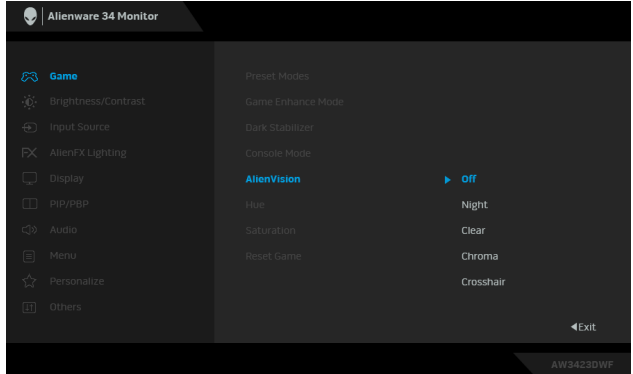 Alienware 34 Monitor
Game
Preset Modes
Brightness/Contrast
Game Enhance Mode
Input Source
Dark Stabilizer
AlienFX Lighting
Console Mode
Display
AlienVision
Off
PIP/PBP
Hue
Night
Audio
Saturation
Clear
Menu
Reset Game
Chroma
Personalize
Crosshair
Others
Exit
AW3423DWF